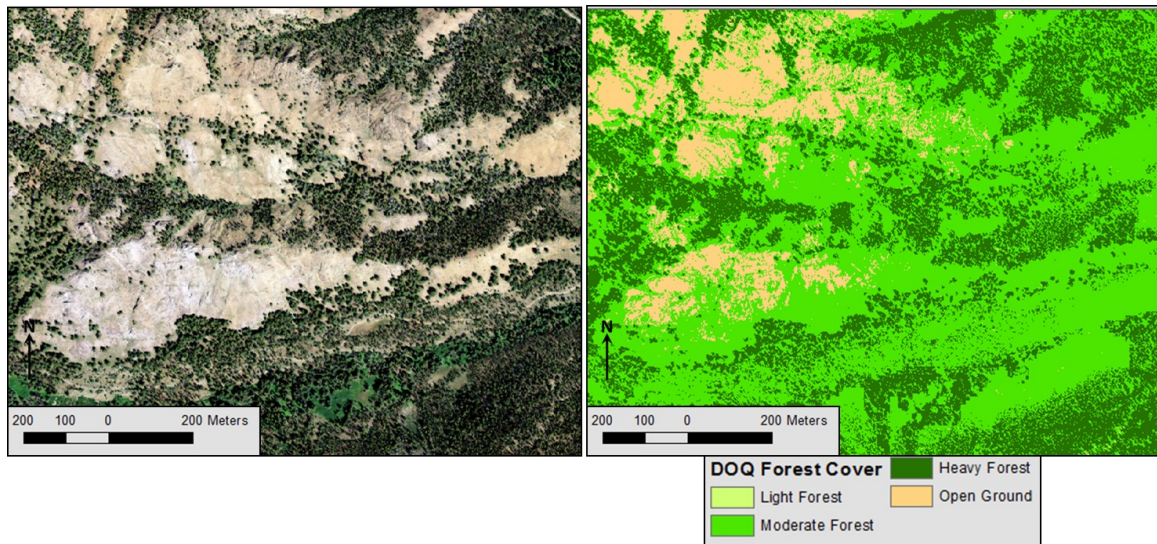 N
200 100 0 200 Meters
N
200 100 0 200 Meters
DOQ Forest Cover
Light Forest
Moderate Forest
Heavy Forest
Open Ground